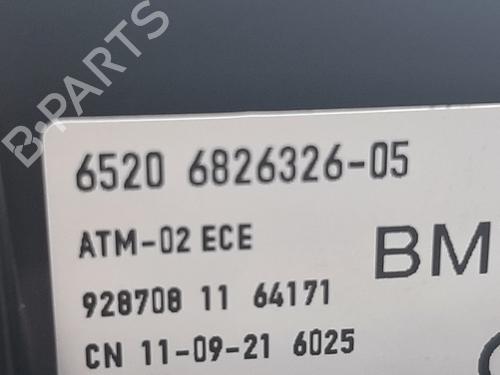 B-PARTS
6520 6826326-05
ATM-02 ECE
BM
928708 11 64171
CN 11-09-21 6025